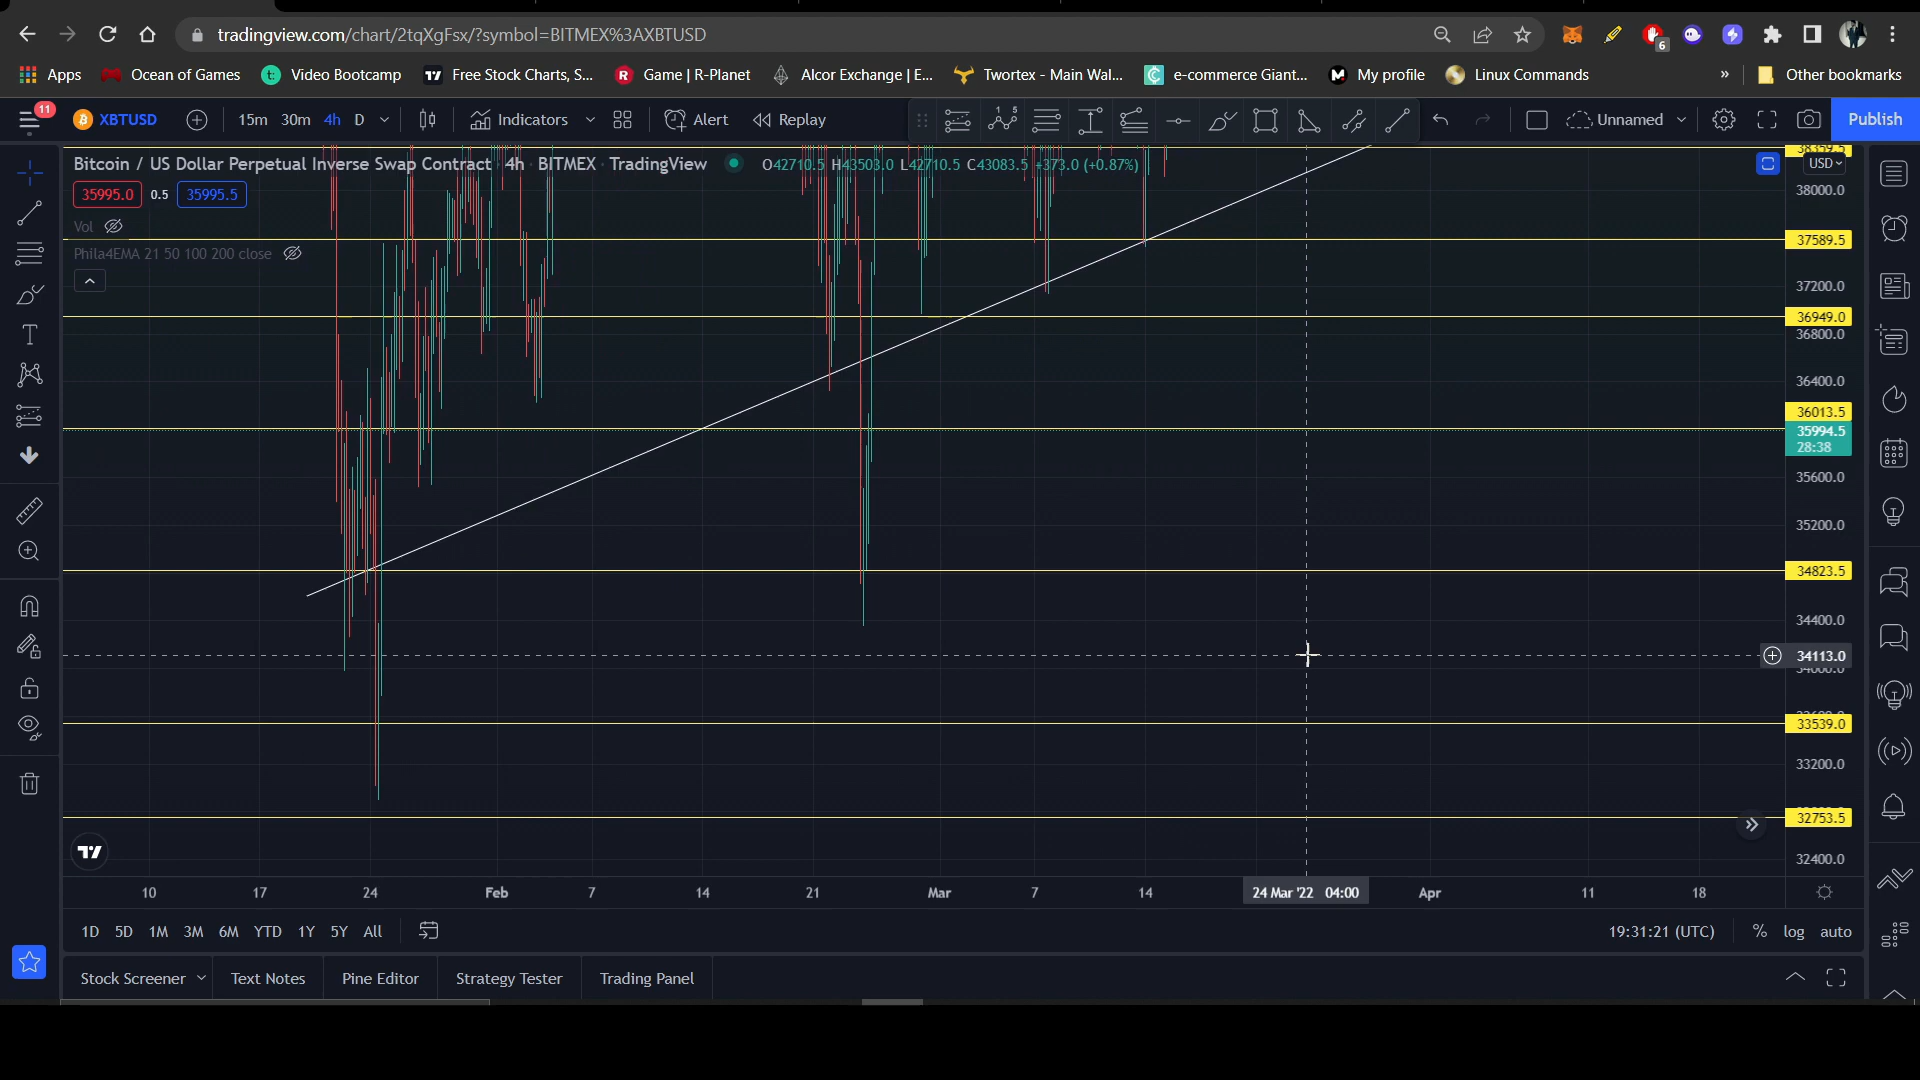 tradingview.com/chart/2tqXgFsx/?symbol=BITMEX%3AXBTUSD
6
Apps Ocean of Games Video Bootcamp Free Stock Charts, S... Game | R-Planet Alcor Exchange | E... Twortex - Main Wal... e-commerce Giant... My profile Linux Commands » Other bookmarks
11 XBTUSD 15m 30m 4h D Indicators Alert Replay Unnamed Publish
Bitcoin / US Dollar Perpetual Inverse Swap Contract · 4h · BITMEX · TradingView O42710.5 H43503.0 L42710.5 C43083.5 +373.0 (+0.87%)
USD
38359.5
38000.0
35995.0 0.5 35995.5
Vol
37589.5
Phila4EMA 21 50 100 200 close
37200.0
36949.0
36800.0
36400.0
36013.5
35994.5
28:38
35600.0
35200.0
34823.5
34400.0
34113.0
34000.0
33539.0
33200.0
32753.5
32400.0
10 17 24 Feb 7 14 21 Mar 7 14 24 Mar '22 04:00 Apr 11 18
1D 5D 1M 3M 6M YTD 1Y 5Y All 19:31:21 (UTC) % log auto
Stock Screener Text Notes Pine Editor Strategy Tester Trading Panel